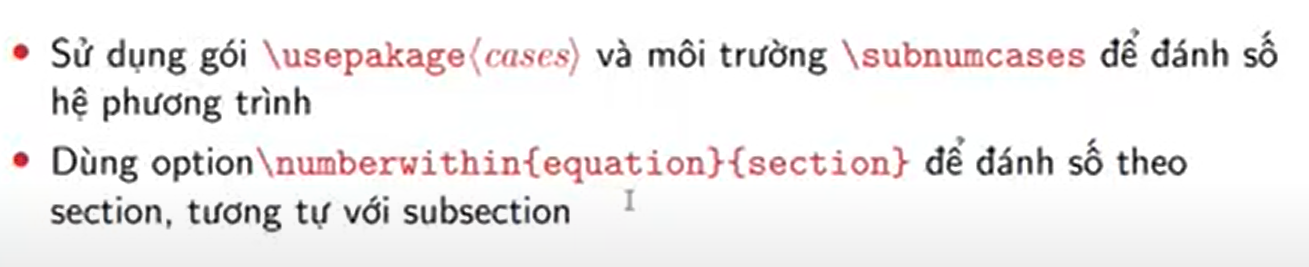 • Sử dụng gói \usepakage⟨cases⟩ và môi trường \subnumcases để đánh số
hệ phương trình
• Dùng option\numberwithin{equation}{section} để đánh số theo
section, tương tự với subsection